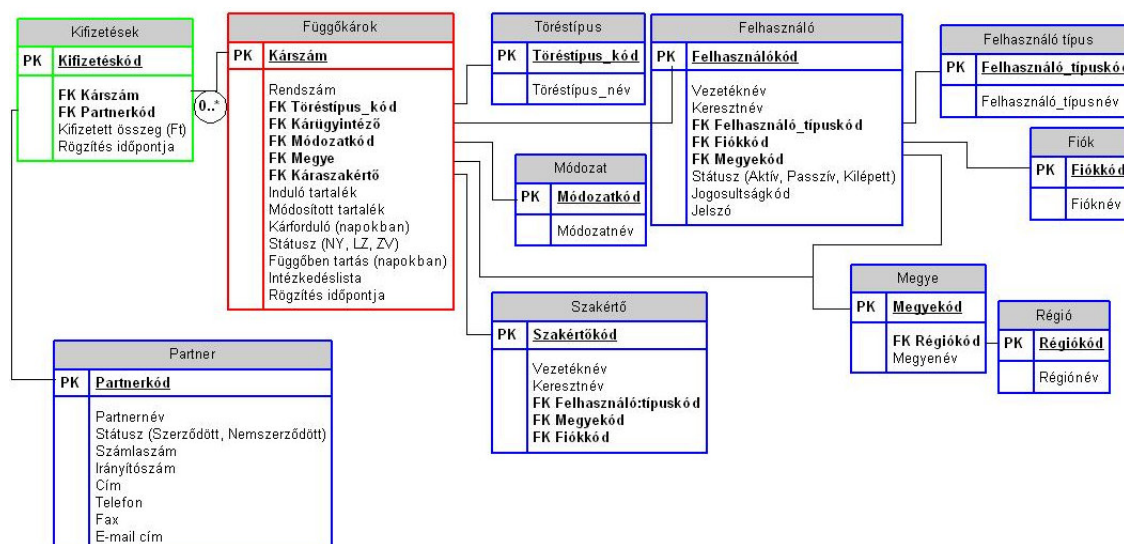 Kifizetések
PK Kifizetéskód
FK Kárszám
FK Partnerkód
Kifizetett összeg (Ft)
Rögzítés időpontja
0..*
Függőkárok
PK Kárszám
Rendszám
FK Töréstípus_kód
FK Kárügyintéző
FK Módozatkód
FK Megye
FK Káraszakértő
Induló tartalék
Módosított tartalék
Kárforduló (napokban)
Státusz (NY, LZ, ZV)
Függőben tartás (napokban)
Intézkedéslista
Rögzítés időpontja
Töréstípus
PK Töréstípus_kód
Töréstípus_név
Felhasználó
PK Felhasználókód
Vezetéknév
Keresztnév
FK Felhasználó_típuskód
FK Fiókkód
FK Megyekód
Státusz (Aktív, Passzív, Kilépett)
Jogosultságkód
Jelszó
Felhasználó típus
PK Felhasználó_típuskód
Felhasználó_típusnév
Fiók
PK Fiókkód
Fióknév
Módozat
PK Módozatkód
Módozatnév
Megye
PK Megyekód
FK Régiókód
Megyenév
Régió
PK Régiókód
Régiónév
Szakértő
PK Szakértőkód
Vezetéknév
Keresztnév
FK Felhasználó:típuskód
FK Megyekód
FK Fiókkód
Partner
PK Partnerkód
Partnernév
Státusz (Szerződött, Nemszerződött)
Számlaszám
Irányítószám
Cím
Telefon
Fax
E-mail cím